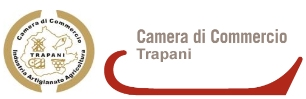 Camera di Commercio
TRAPANI
Industria Artigianato Agricoltura
Camera di Commercio
Trapani